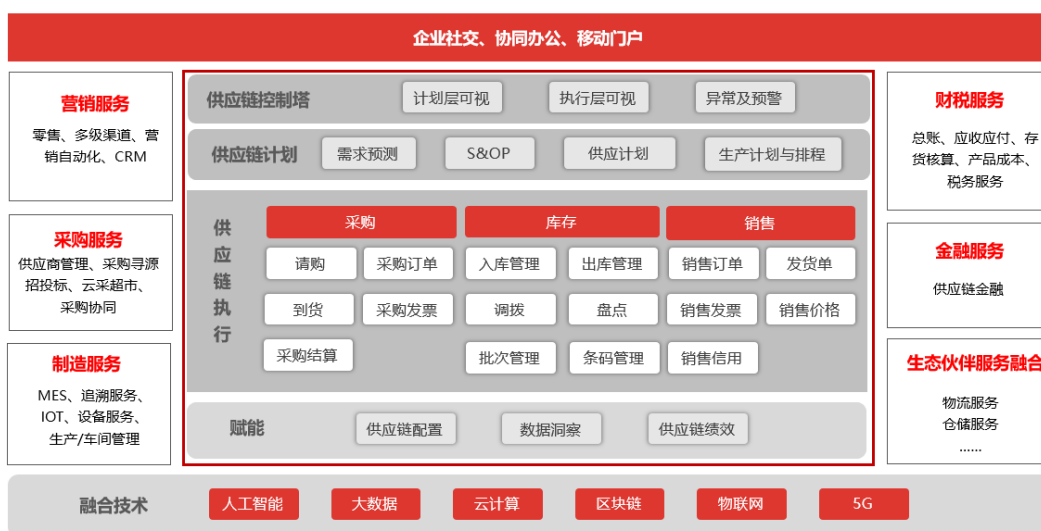 企业社交、协同办公、移动门户
营销服务
零售、多级渠道、营
销自动化、CRM
采购服务
供应商管理、采购寻源
招投标、云采超市、
采购协同
制造服务
MES、追溯服务、
IOT、设备服务、
生产/车间管理
供应链控制塔
计划层可视
执行层可视
异常及预警
供应链计划
需求预测
S&OP
供应计划
生产计划与排程
供应链执行
采购
库存
销售
请购
采购订单
入库管理
出库管理
销售订单
发货单
到货
采购发票
调拨
盘点
销售发票
销售价格
采购结算
批次管理
条码管理
销售信用
赋能
供应链配置
数据洞察
供应链绩效
财税服务
总账、应收应付、存
货核算、产品成本、
税务服务
金融服务
供应链金融
生态伙伴服务融合
物流服务
仓储服务
……
融合技术
人工智能
大数据
云计算
区块链
物联网
5G